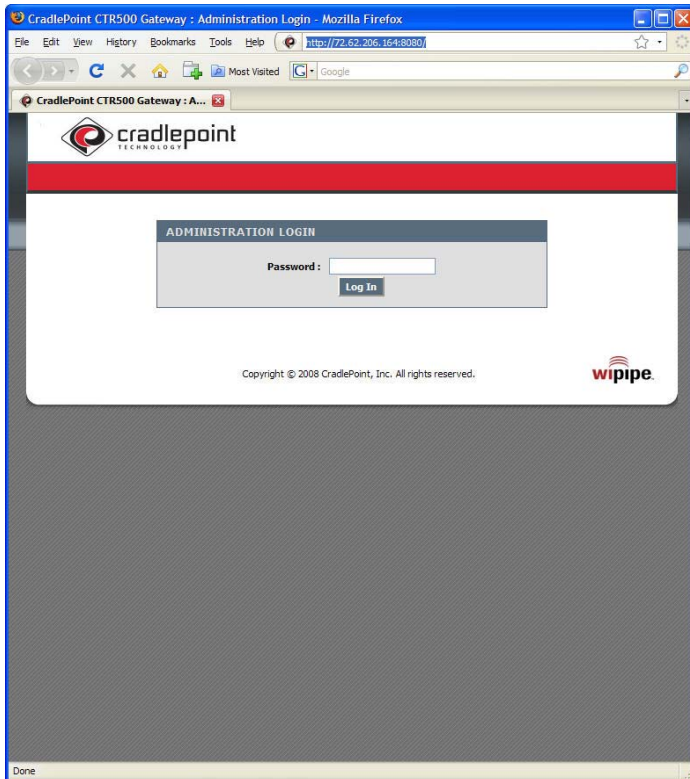 CradlePoint CTR500 Gateway : Administration Login - Mozilla Firefox
File Edit View History Bookmarks Tools Help http://72.62.206.164:8080/
Most Visited G Google
CradlePoint CTR500 Gateway : A...
cradlepoint
TECHNOLOGY
ADMINISTRATION LOGIN
Password :
Log In
Copyright © 2008 CradlePoint, Inc. All rights reserved.
wipipe
Done